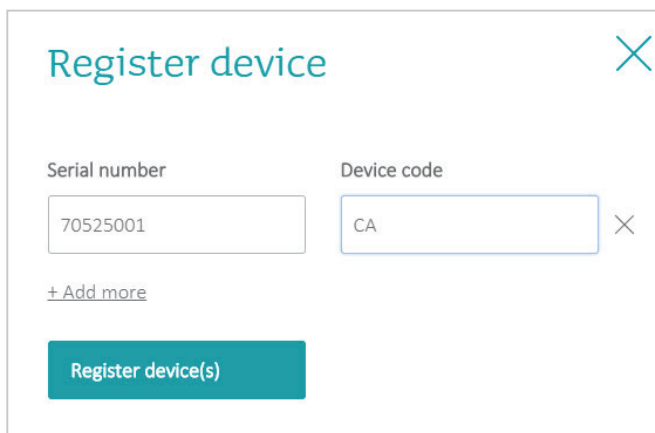 Register device
Serial number Device code
70525001 CA
+ Add more
Register device(s)